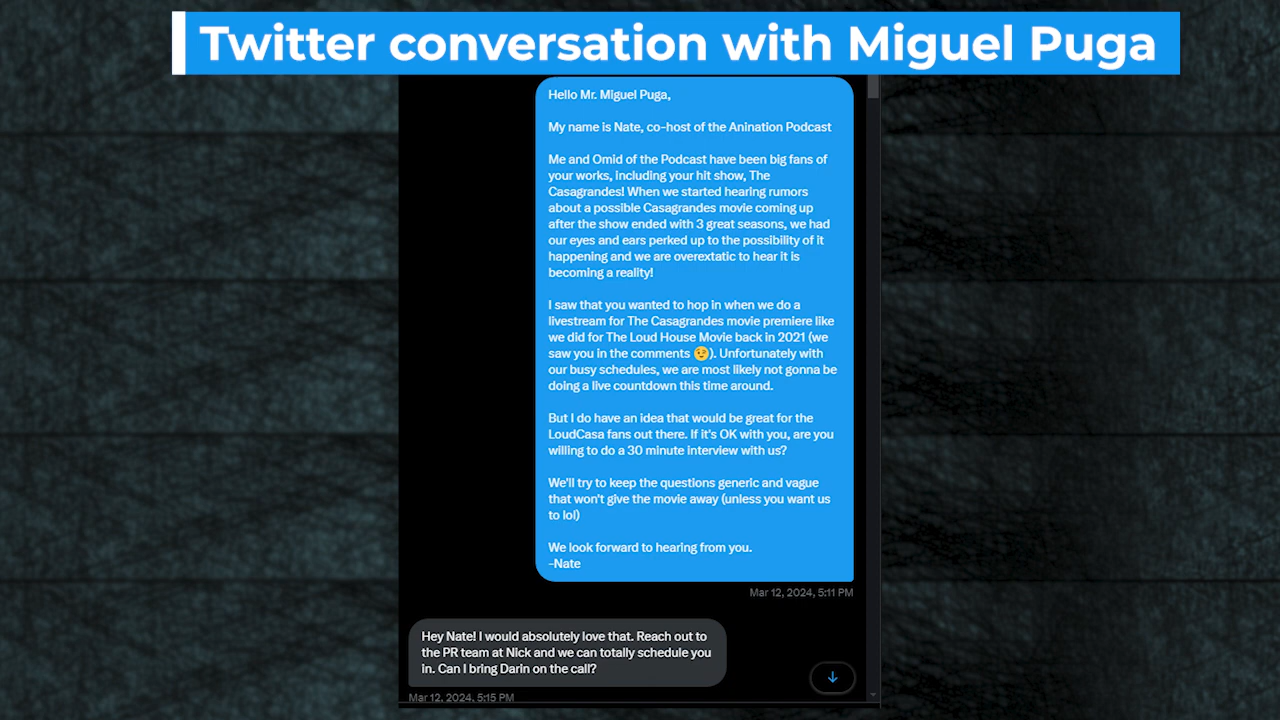 Twitter conversation with Miguel Puga
Hello Mr. Miguel Puga,
My name is Nate, co-host of the Anination Podcast
Me and Omid of the Podcast have been big fans of
your works, including your hit show, The
Casagrandes! When we started hearing rumors
about a possible Casagrandes movie coming up
after the show ended with 3 great seasons, we had
our eyes and ears perked up to the possibility of it
happening and we are overextatic to hear it is
becoming a reality!
I saw that you wanted to hop in when we do a
livestream for The Casagrandes movie premiere like
we did for The Loud House Movie back in 2021 (we
saw you in the comments 😉). Unfortunately with
our busy schedules, we are most likely not gonna be
doing a live countdown this time around.
But I do have an idea that would be great for the
LoudCasa fans out there. If it's OK with you, are you
willing to do a 30 minute interview with us?
We'll try to keep the questions generic and vague
that won't give the movie away (unless you want us
to lol)
We look forward to hearing from you.
-Nate
Mar 12, 2024, 5:11 PM
Hey Nate! I would absolutely love that. Reach out to
the PR team at Nick and we can totally schedule you
in. Can I bring Darin on the call?
Mar 12, 2024, 5:15 PM